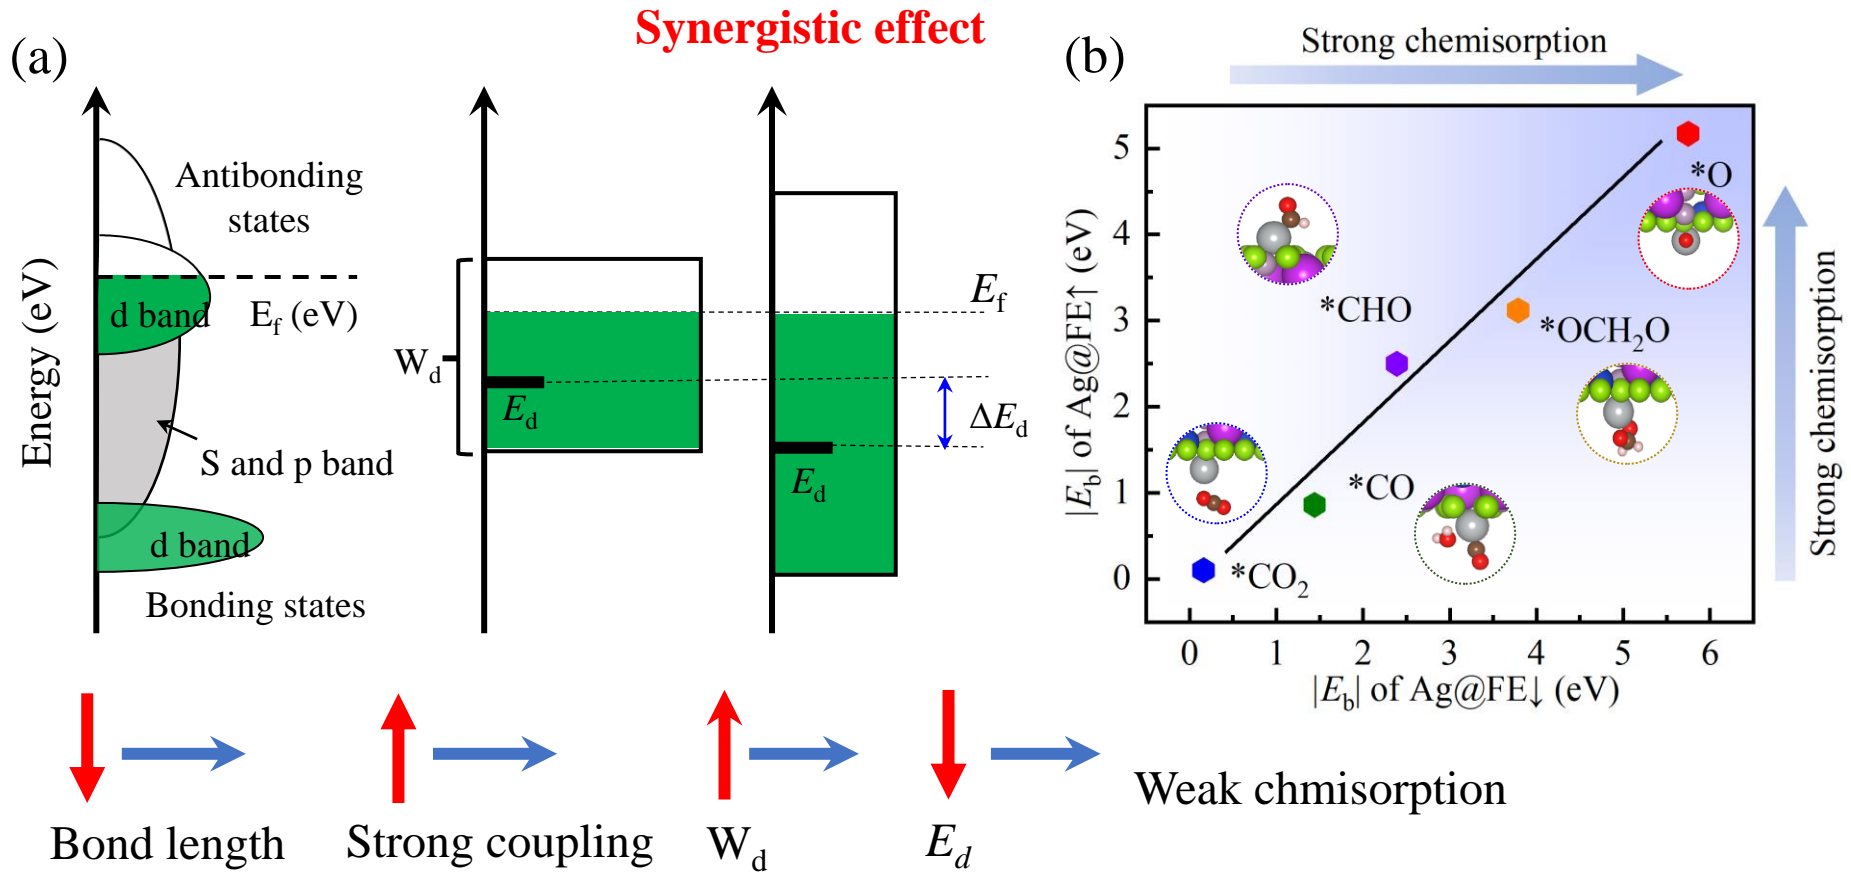 Synergistic effect
(a)
Energy (eV)
Antibonding
states
d band
E_f (eV)
S and p band
d band
Bonding states
W_d
E_d
E_d
E_f
ΔE_d
Bond length
Strong coupling
W_d
E_d
Weak chmisorption
(b)
Strong chemisorption
Strong chemisorption
|E_b| of Ag@FE↑ (eV)
5
4
3
2
1
0
*O
*CHO
*OCH₂O
*CO
*CO₂
0 1 2 3 4 5 6
|E_b| of Ag@FE↓ (eV)